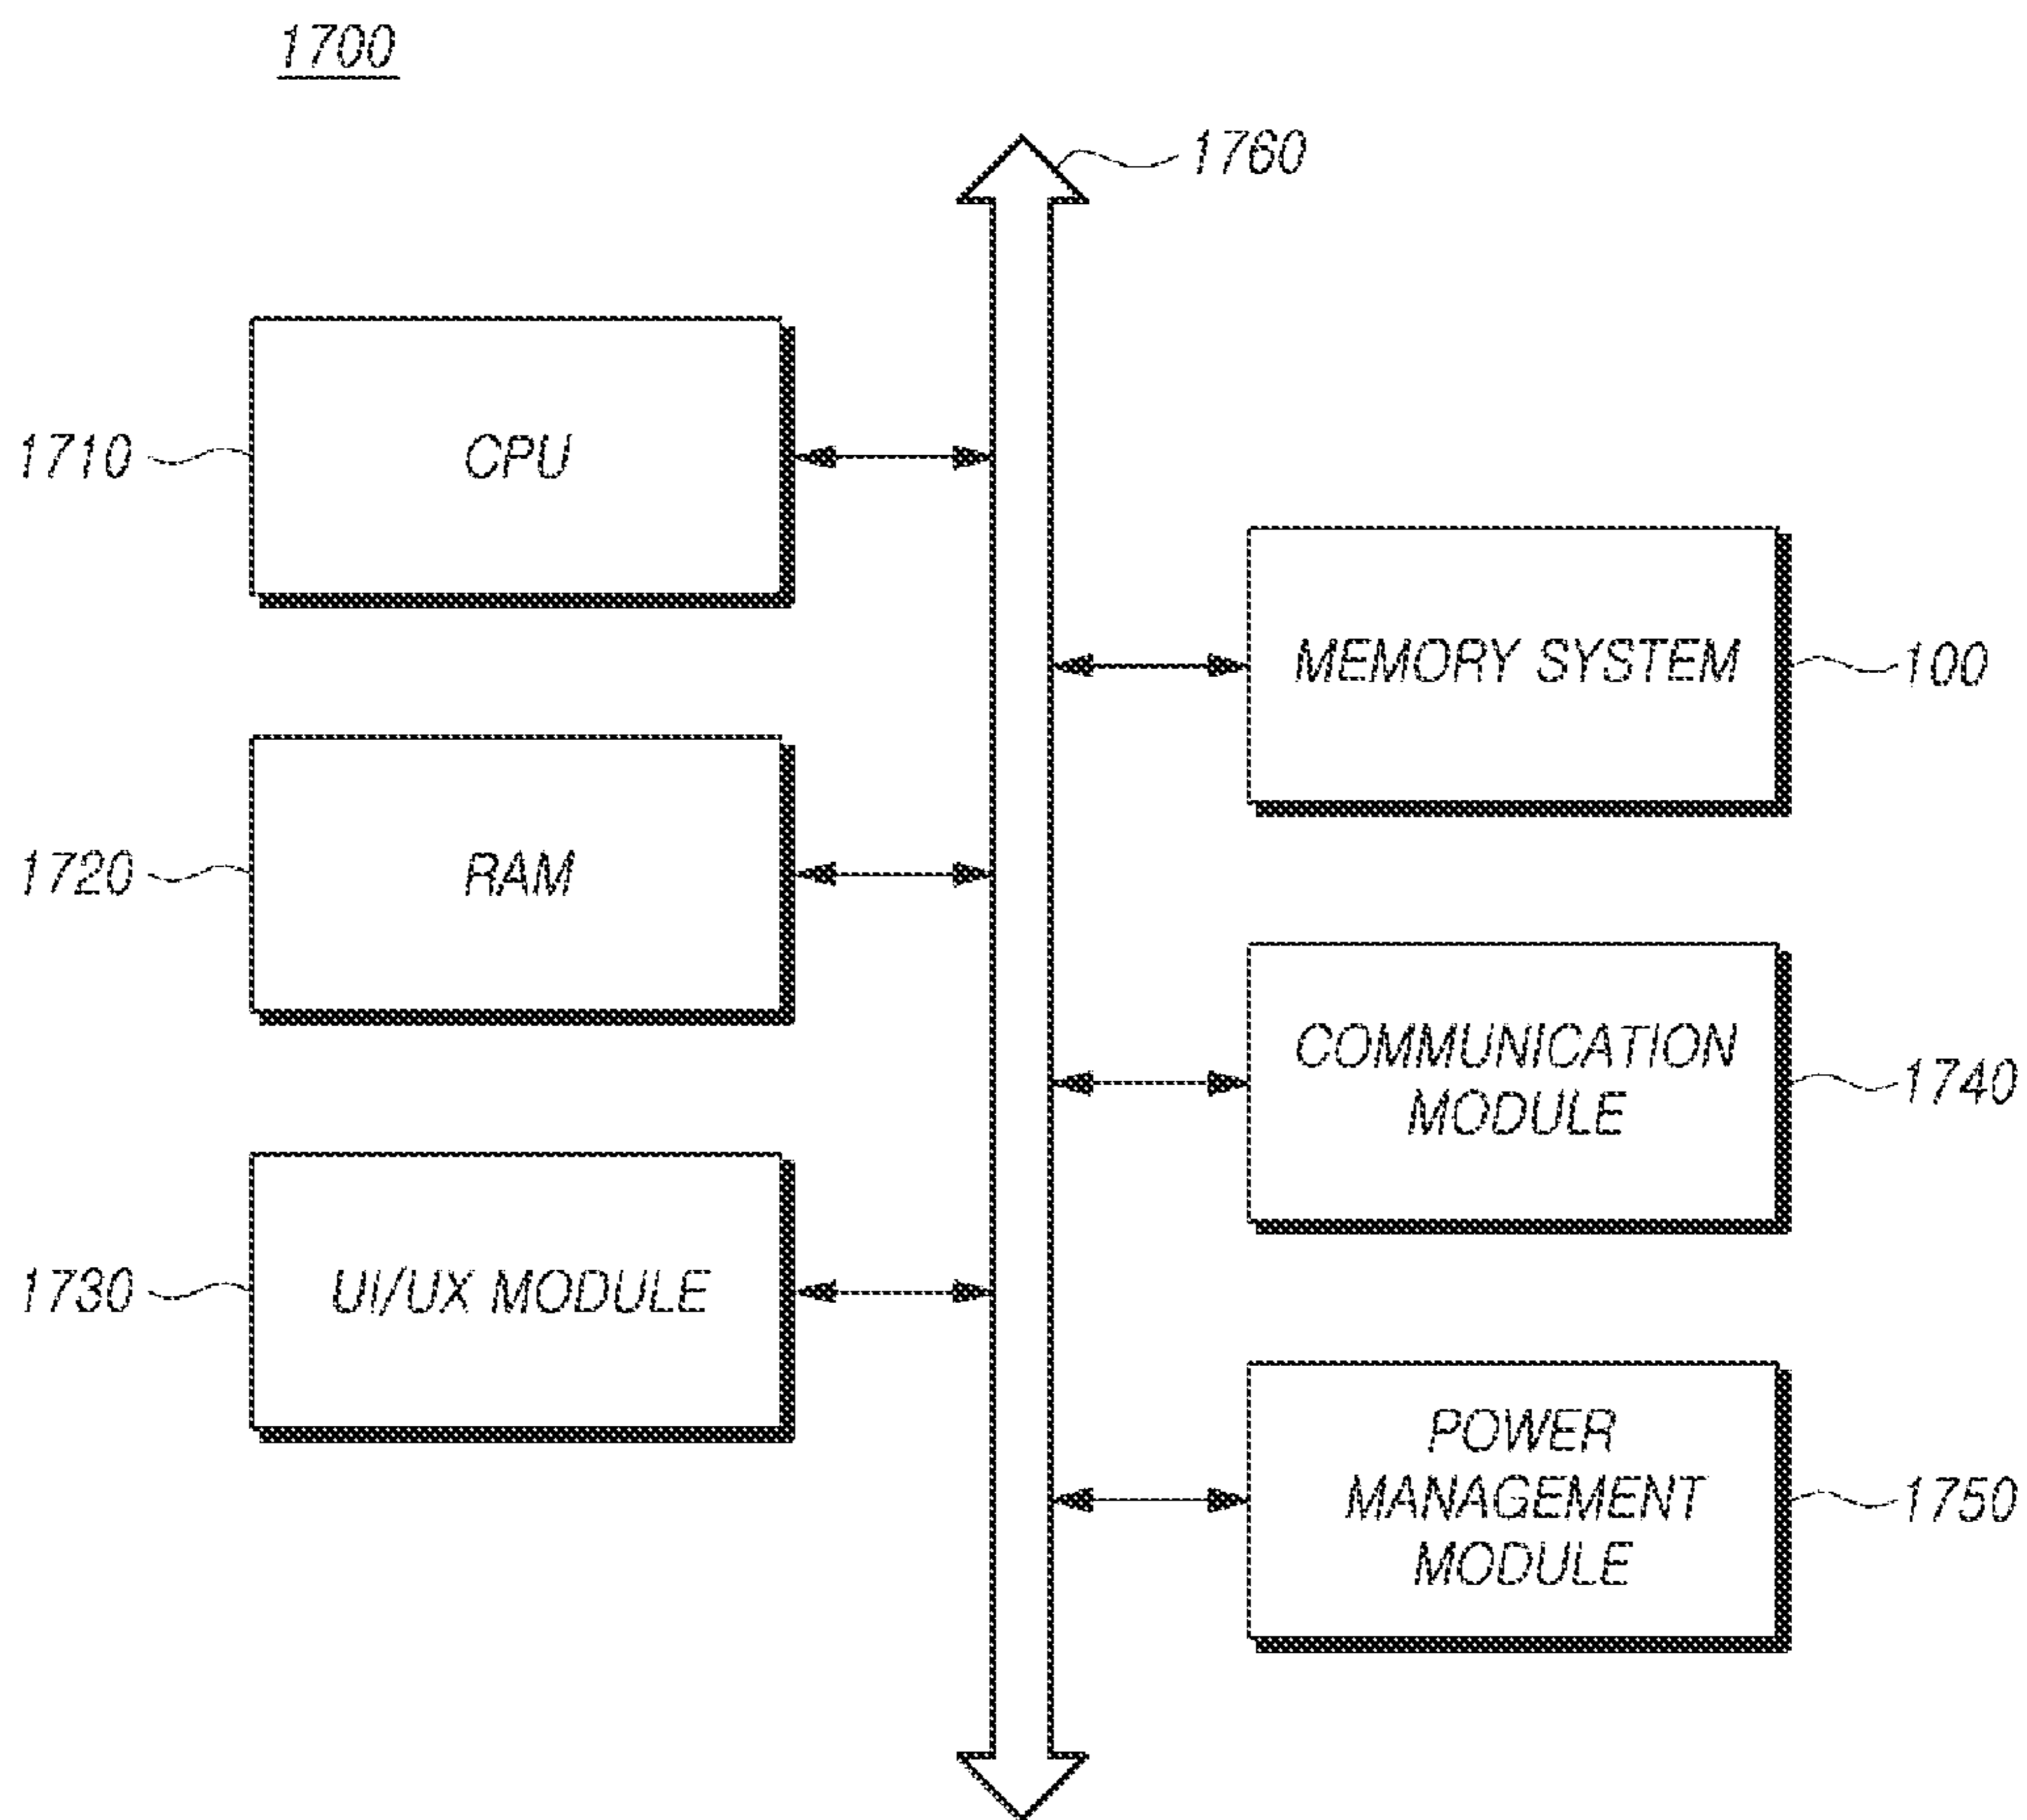 1700
1760
1710
CPU
MEMORY SYSTEM
100
1720
RAM
COMMUNICATION
MODULE
1740
1730
UI/UX MODULE
POWER
MANAGEMENT
MODULE
1750